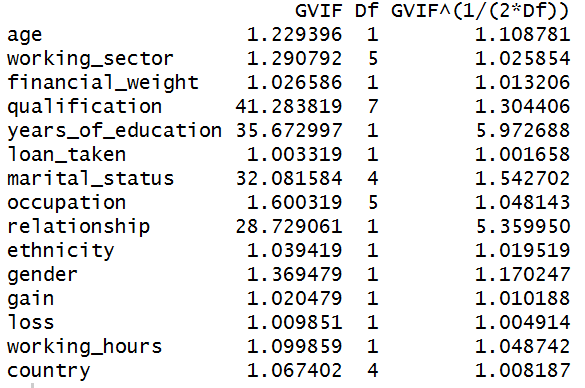 GVIF Df GVIF^(1/(2*Df))
age 1.229396 1 1.108781
working_sector 1.290792 5 1.025854
financial_weight 1.026586 1 1.013206
qualification 41.283819 7 1.304406
years_of_education 35.672997 1 5.972688
loan_taken 1.003319 1 1.001658
marital_status 32.081584 4 1.542702
occupation 1.600319 5 1.048143
relationship 28.729061 1 5.359950
ethnicity 1.039419 1 1.019519
gender 1.369479 1 1.170247
gain 1.020479 1 1.010188
loss 1.009851 1 1.004914
working_hours 1.099859 1 1.048742
country 1.067402 4 1.008187